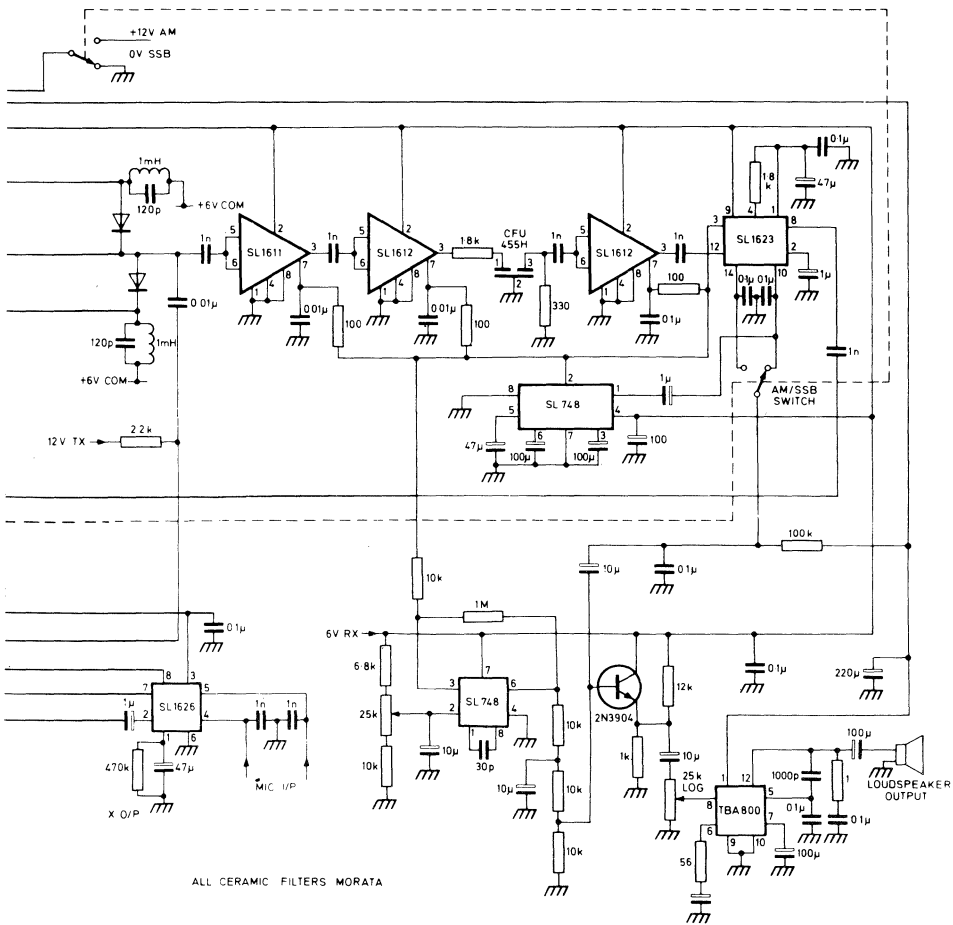 +12V AM
0V SSB
1mH
120p
+6V COM
0·1µ
1·8
k
47µ
9
4
1
3
8
SL1623
12
2
14
10
1µ
0·1µ
0·1µ
1n
5
6
SL1611
2
3
7
1
4
8
1n
5
6
SL1612
2
3
7
1
4
8
1·8k
CFU
455H
1
3
2
1n
5
6
SL1612
2
3
7
1
4
8
1n
100
0·01µ
0·01µ
100
0·01µ
100
330
0·1µ
1n
120p
1mH
+6V COM
AM/SSB
SWITCH
2
8
1
SL748
5
4
6
7
3
1µ
47µ
100µ
100µ
100
12V TX
2·2k
100k
10µ
0·1µ
10k
1M
0·1µ
6V RX
6·8k
25k
10k
7
3
6
SL748
2
4
1
8
10µ
30p
10k
10µ
10k
10k
2N3904
12k
1k
10µ
25k
LOG
0·1µ
220µ
8
3
7
5
SL1626
2
4
1
6
1µ
1n
1n
470k
47µ
X O/P
MIC I/P
1
12
8
5
TBA800
6
7
9
10
100µ
1000p
1
0·1µ
0·1µ
100µ
56
LOUDSPEAKER
OUTPUT
ALL CERAMIC FILTERS MORATA